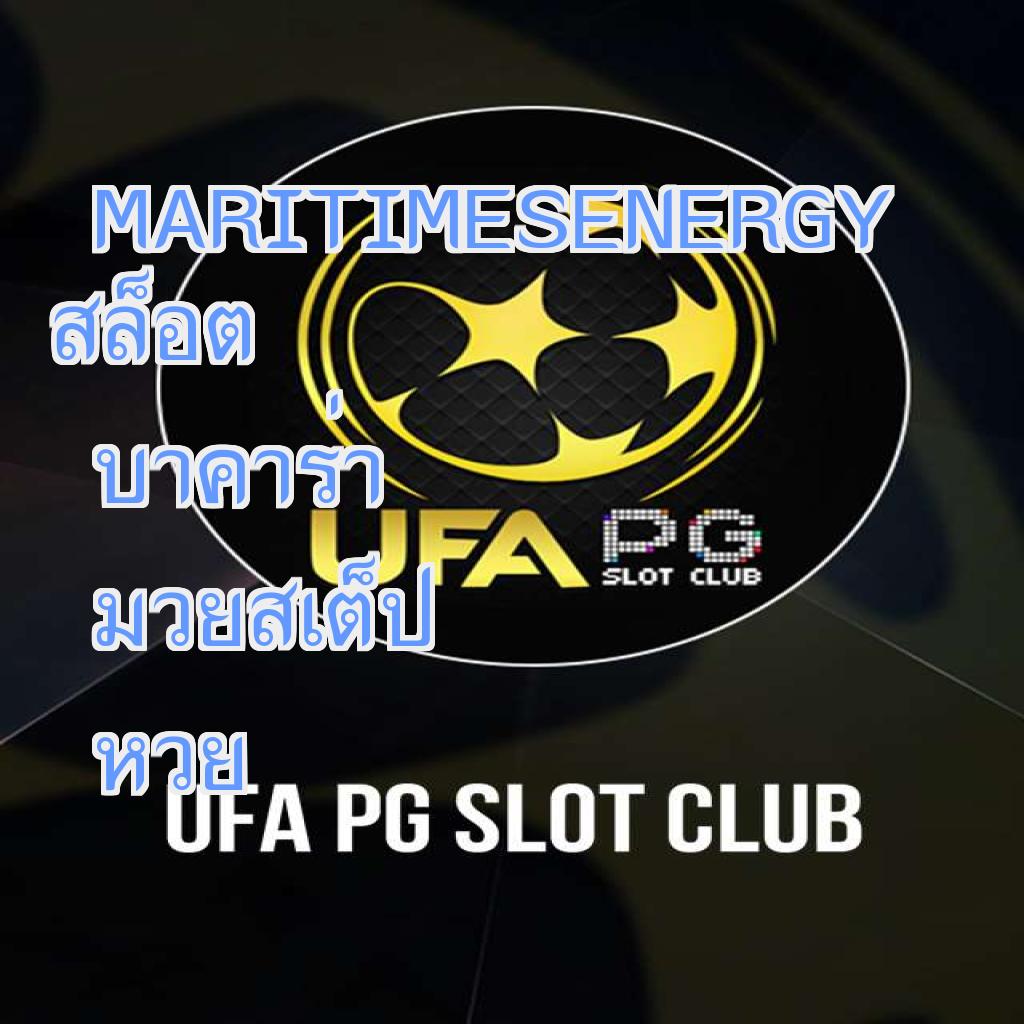 MARITIMESENERGY
สล็อต
บาคาร่า
UFA PG
SLOT CLUB
มวยสเต็ป
หวย
UFA PG SLOT CLUB